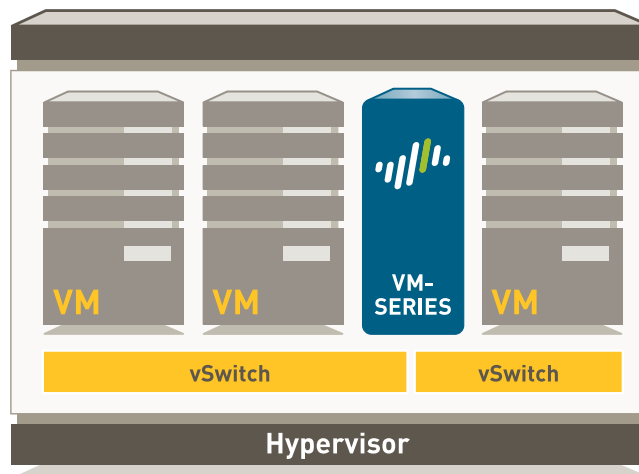 VM
VM
VM-
SERIES
VM
vSwitch
vSwitch
Hypervisor